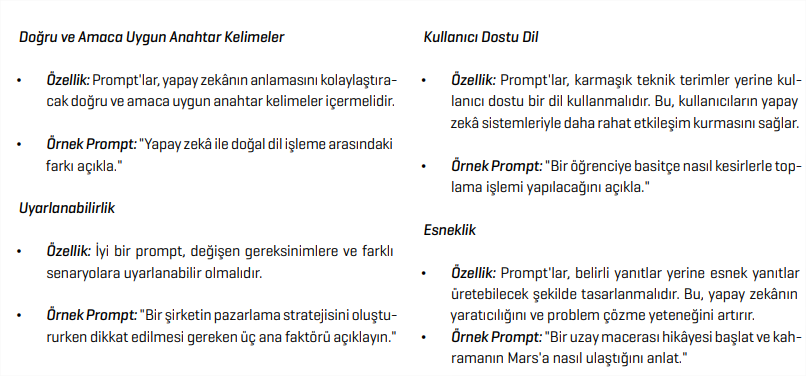 Doğru ve Amaca Uygun Anahtar Kelimeler
• Özellik: Prompt'lar, yapay zekânın anlamasını kolaylaştıra-
cak doğru ve amaca uygun anahtar kelimeler içermelidir.
• Örnek Prompt: "Yapay zekâ ile doğal dil işleme arasındaki
farkı açıkla."
Uyarlanabilirlik
• Özellik: İyi bir prompt, değişen gereksinimlere ve farklı
senaryolara uyarlanabilir olmalıdır.
• Örnek Prompt: "Bir şirketin pazarlama stratejisini oluştu-
rurken dikkat edilmesi gereken üç ana faktörü açıklayın."
Kullanıcı Dostu Dil
• Özellik: Prompt'lar, karmaşık teknik terimler yerine kul-
lanıcı dostu bir dil kullanmalıdır. Bu, kullanıcıların yapay
zekâ sistemleriyle daha rahat etkileşim kurmasını sağlar.
• Örnek Prompt: "Bir öğrenciye basitçe nasıl kesirlerle top-
lama işlemi yapılacağını açıkla."
Esneklik
• Özellik: Prompt'lar, belirli yanıtlar yerine esnek yanıtlar
üretebilecek şekilde tasarlanmalıdır. Bu, yapay zekânın
yaratıcılığını ve problem çözme yeteneğini artırır.
• Örnek Prompt: "Bir uzay macerası hikâyesi başlat ve kah-
ramanın Mars'a nasıl ulaştığını anlat."